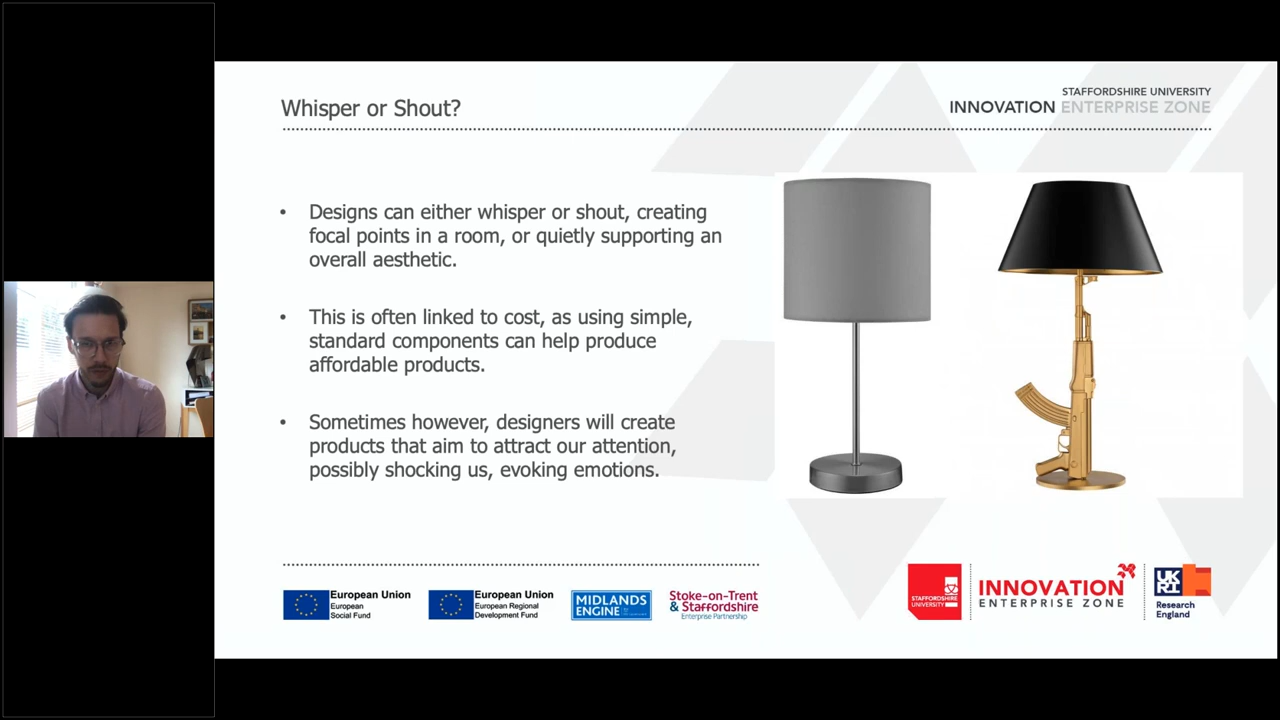 Whisper or Shout?
STAFFORDSHIRE UNIVERSITY
INNOVATION ENTERPRISE ZONE
• Designs can either whisper or shout, creating
focal points in a room, or quietly supporting an
overall aesthetic.
• This is often linked to cost, as using simple,
standard components can help produce
affordable products.
• Sometimes however, designers will create
products that aim to attract our attention,
possibly shocking us, evoking emotions.
European Union
European
Social Fund
European Union
European Regional
Development Fund
MIDLANDS
ENGINE
Stoke-on-Trent
& Staffordshire
Enterprise Partnership
STAFFORDSHIRE
UNIVERSITY
INNOVATION
ENTERPRISE ZONE
UK
RI
Research
England